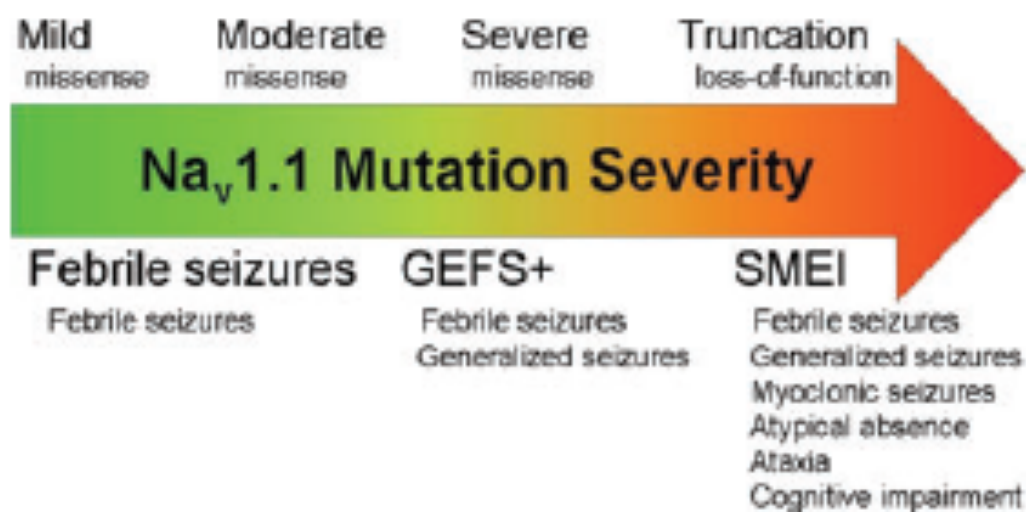 Mild Moderate Severe Truncation
missense missense missense loss-of-function
Nav1.1 Mutation Severity
Febrile seizures GEFS+ SMEI
Febrile seizures Febrile seizures Febrile seizures
Generalized seizures Generalized seizures
Myoclonic seizures
Atypical absence
Ataxia
Cognitive impairment